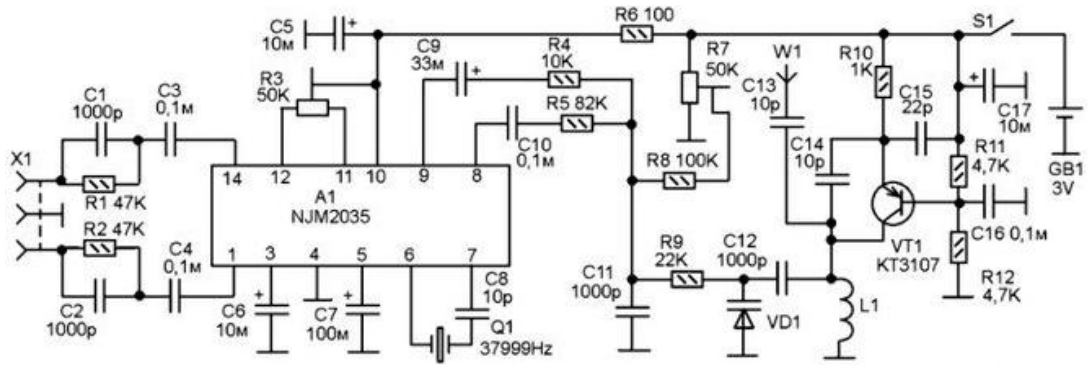 C5
10м
R6 100
S1
R3
50K
C9
33м
R4
10K
R7
50K
W1
R10
1K
C1
1000p
C3
0,1м
R5 82K
C13
10p
C15
22p
C17
10м
C10
0,1м
C14
10p
R11
4,7K
X1
14
12
11
10
9
8
R8 100K
GB1
3V
R1 47K
A1
NJM2035
R2 47K
VT1
KT3107
C16 0,1м
C4
0,1м
R9
22K
C12
1000p
1
3
4
5
6
7
C8
10p
C11
1000p
R12
4,7K
C2
1000p
C6
10м
C7
100м
Q1
37999Hz
VD1
L1